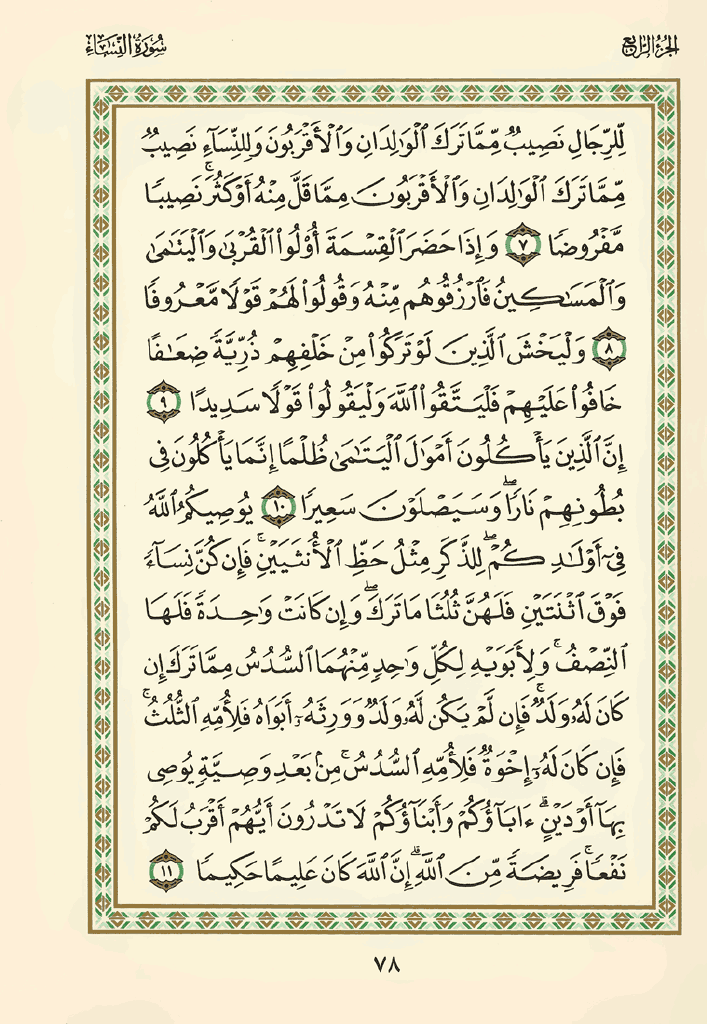 الجزء الرابع
سورة النساء
لِّلرِّجَالِ نَصِيبٌ مِّمَّا تَرَكَ ٱلْوَٰلِدَانِ وَٱلْأَقْرَبُونَ وَلِلنِّسَآءِ نَصِيبٌ
مِّمَّا تَرَكَ ٱلْوَٰلِدَانِ وَٱلْأَقْرَبُونَ مِمَّا قَلَّ مِنْهُ أَوْ كَثُرَ ۚ نَصِيبًا
مَّفْرُوضًا ٧ وَإِذَا حَضَرَ ٱلْقِسْمَةَ أُو۟لُوا۟ ٱلْقُرْبَىٰ وَٱلْيَتَٰمَىٰ
وَٱلْمَسَٰكِينُ فَٱرْزُقُوهُم مِّنْهُ وَقُولُوا۟ لَهُمْ قَوْلًا مَّعْرُوفًا
٨ وَلْيَخْشَ ٱلَّذِينَ لَوْ تَرَكُوا۟ مِنْ خَلْفِهِمْ ذُرِّيَّةً ضِعَٰفًا
خَافُوا۟ عَلَيْهِمْ فَلْيَتَّقُوا۟ ٱللَّهَ وَلْيَقُولُوا۟ قَوْلًا سَدِيدًا ٩
إِنَّ ٱلَّذِينَ يَأْكُلُونَ أَمْوَٰلَ ٱلْيَتَٰمَىٰ ظُلْمًا إِنَّمَا يَأْكُلُونَ فِى
بُطُونِهِمْ نَارًا ۖ وَسَيَصْلَوْنَ سَعِيرًا ١٠ يُوصِيكُمُ ٱللَّهُ
فِىٓ أَوْلَٰدِكُمْ ۖ لِلذَّكَرِ مِثْلُ حَظِّ ٱلْأُنثَيَيْنِ ۚ فَإِن كُنَّ نِسَآءً
فَوْقَ ٱثْنَتَيْنِ فَلَهُنَّ ثُلُثَا مَا تَرَكَ ۖ وَإِن كَانَتْ وَٰحِدَةً فَلَهَا
ٱلنِّصْفُ ۚ وَلِأَبَوَيْهِ لِكُلِّ وَٰحِدٍ مِّنْهُمَا ٱلسُّدُسُ مِمَّا تَرَكَ إِن
كَانَ لَهُۥ وَلَدٌ ۚ فَإِن لَّمْ يَكُن لَّهُۥ وَلَدٌ وَوَرِثَهُۥٓ أَبَوَاهُ فَلِأُمِّهِ ٱلثُّلُثُ ۚ
فَإِن كَانَ لَهُۥٓ إِخْوَةٌ فَلِأُمِّهِ ٱلسُّدُسُ ۚ مِنۢ بَعْدِ وَصِيَّةٍ يُوصِى
بِهَآ أَوْ دَيْنٍ ۗ ءَابَآؤُكُمْ وَأَبْنَآؤُكُمْ لَا تَدْرُونَ أَيُّهُمْ أَقْرَبُ لَكُمْ
نَفْعًا ۚ فَرِيضَةً مِّنَ ٱللَّهِ ۗ إِنَّ ٱللَّهَ كَانَ عَلِيمًا حَكِيمًا ١١
٧٨